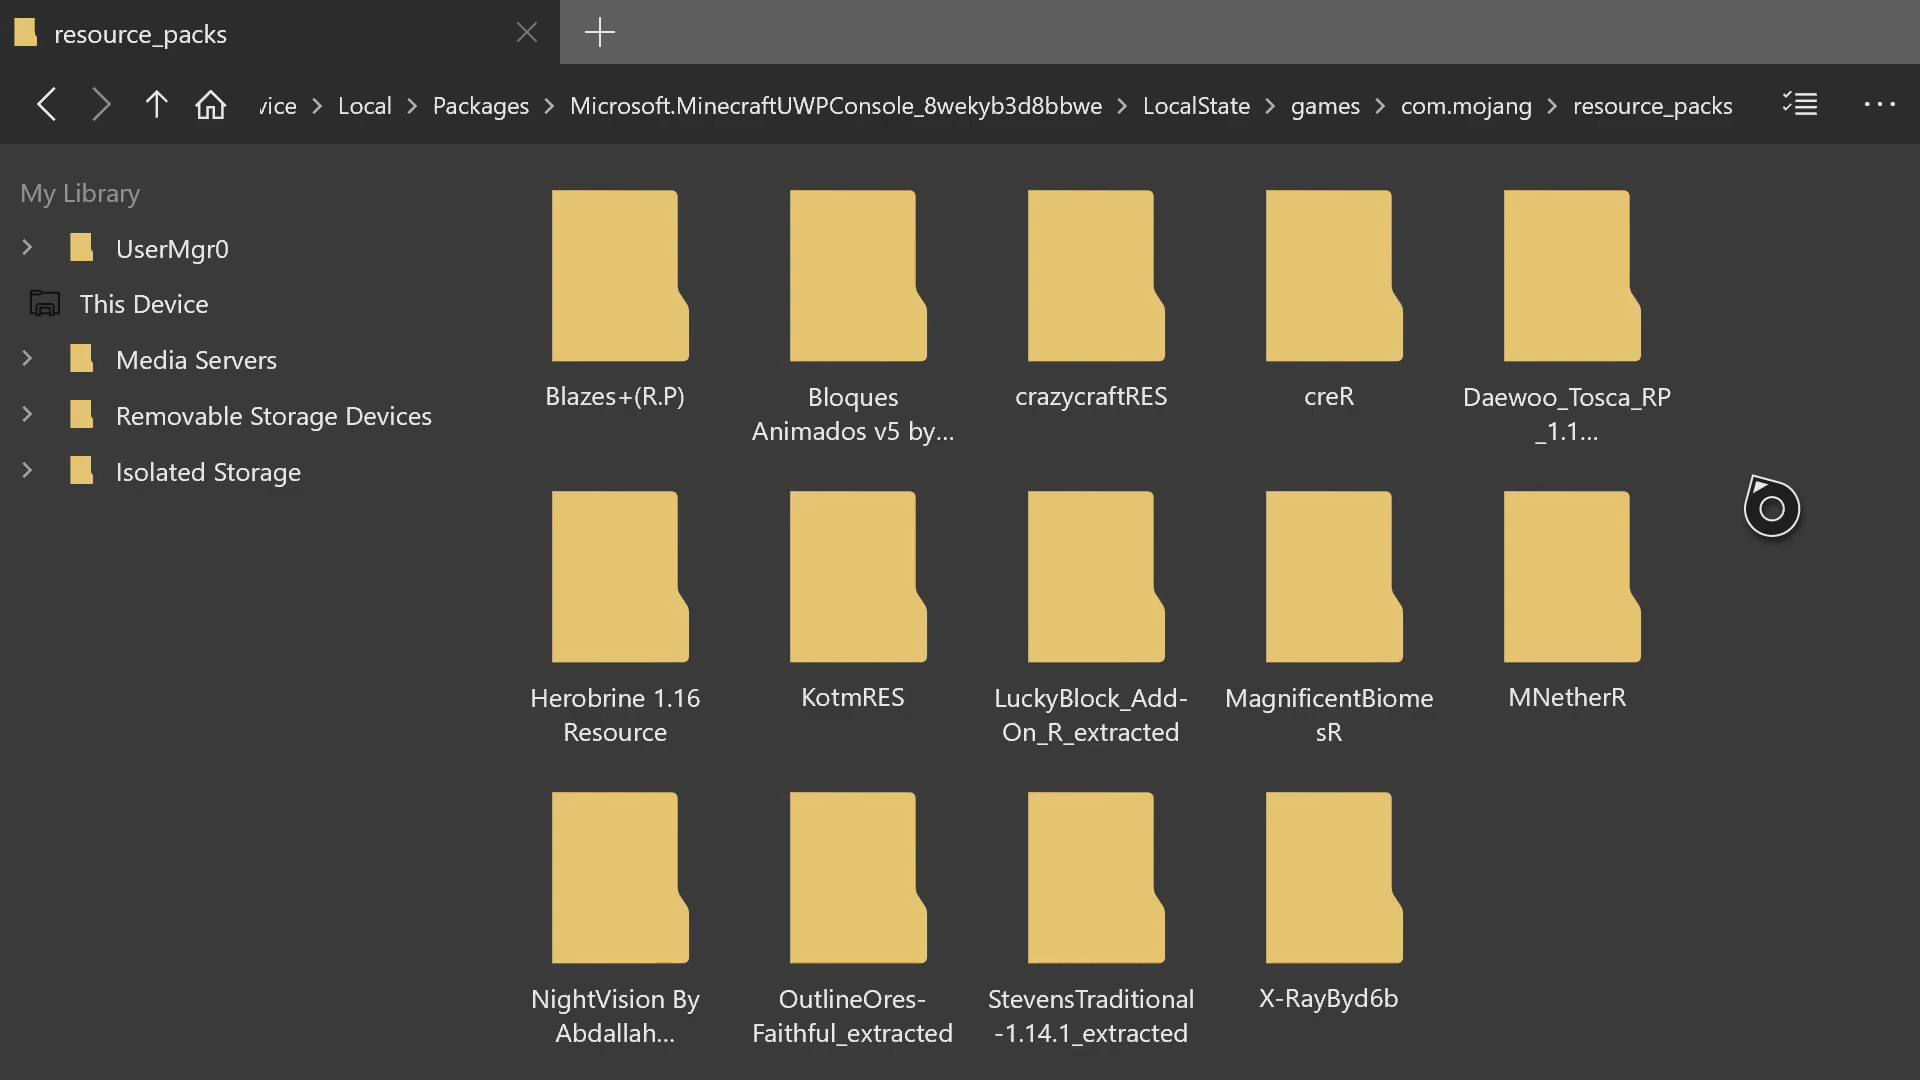 resource_packs
vice > Local > Packages > Microsoft.MinecraftUWPConsole_8wekyb3d8bbwe > LocalState > games > com.mojang > resource_packs
My Library
UserMgr0
This Device
Media Servers
Removable Storage Devices
Isolated Storage
Blazes+(R.P)
Bloques
Animados v5 by...
crazycraftRES
creR
Daewoo_Tosca_RP
_1.1...
Herobrine 1.16
Resource
KotmRES
LuckyBlock_Add-
On_R_extracted
MagnificentBiome
sR
MNetherR
NightVision By
Abdallah...
OutlineOres-
Faithful_extracted
StevensTraditional
-1.14.1_extracted
X-RayByd6b